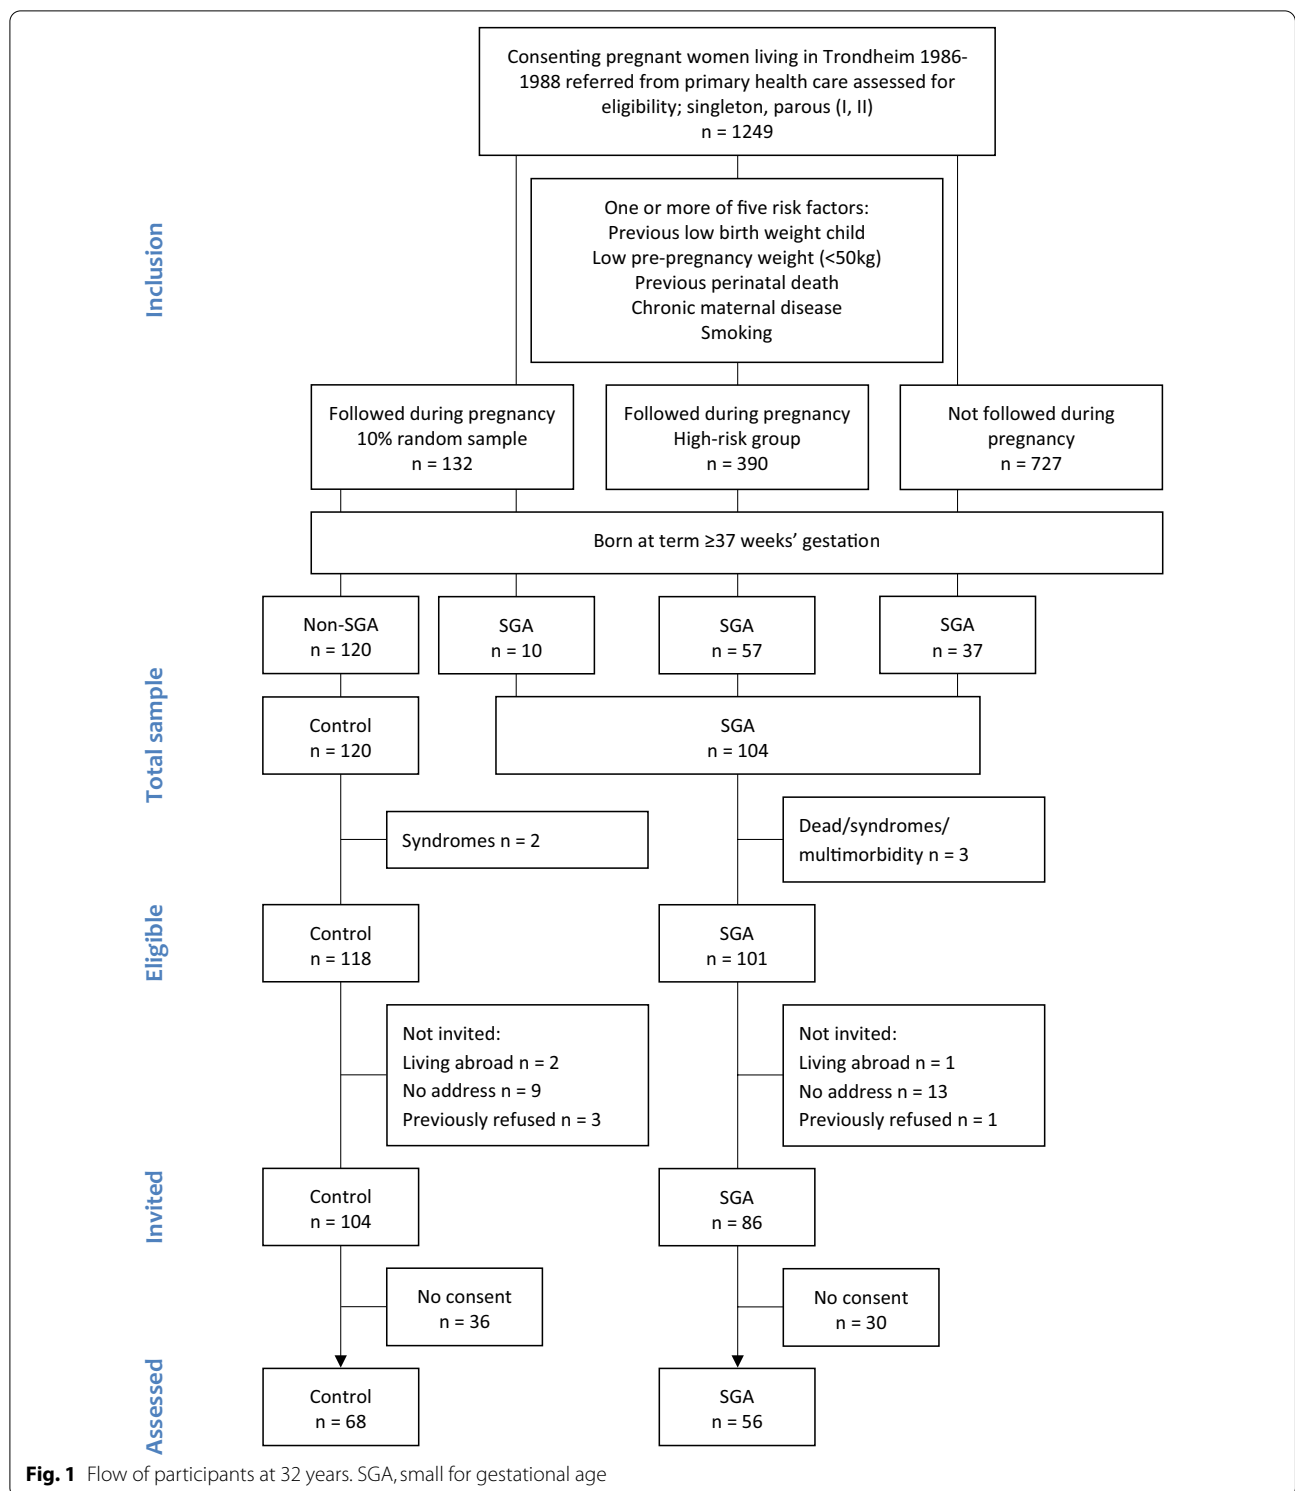 Consenting pregnant women living in Trondheim 1986-
1988 referred from primary health care assessed for
eligibility; singleton, parous (I, II)
n = 1249
Inclusion
One or more of five risk factors:
Previous low birth weight child
Low pre-pregnancy weight (<50kg)
Previous perinatal death
Chronic maternal disease
Smoking
Followed during pregnancy
10% random sample
n = 132
Followed during pregnancy
High-risk group
n = 390
Not followed during
pregnancy
n = 727
Born at term ≥37 weeks' gestation
Non-SGA
n = 120
SGA
n = 10
SGA
n = 57
SGA
n = 37
Total sample
Control
n = 120
SGA
n = 104
Syndromes n = 2
Dead/syndromes/
multimorbidity n = 3
Eligible
Control
n = 118
SGA
n = 101
Not invited:
Living abroad n = 2
No address n = 9
Previously refused n = 3
Not invited:
Living abroad n = 1
No address n = 13
Previously refused n = 1
Invited
Control
n = 104
SGA
n = 86
No consent
n = 36
No consent
n = 30
Assessed
Control
n = 68
SGA
n = 56
Fig. 1 Flow of participants at 32 years. SGA, small for gestational age